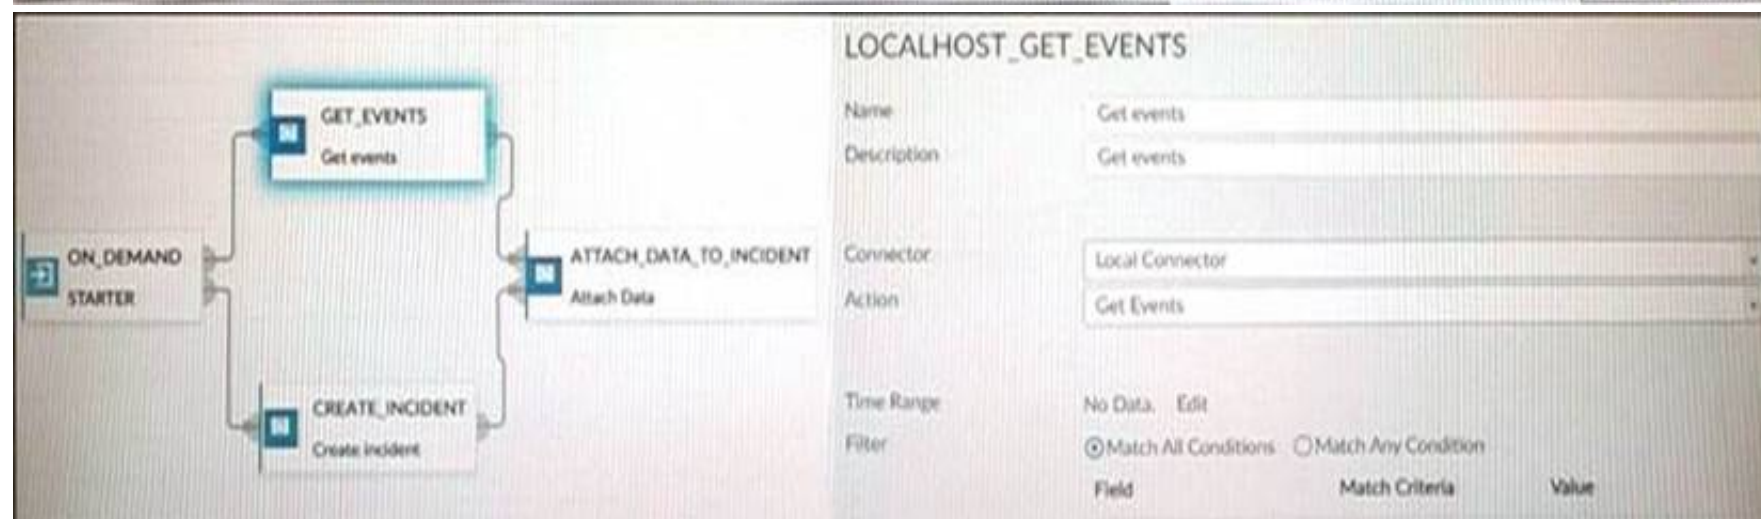 GET_EVENTS
Get events
ON_DEMAND
STARTER
ATTACH_DATA_TO_INCIDENT
Attach Data
CREATE_INCIDENT
Create incident
LOCALHOST_GET_EVENTS
Name Get events
Description Get events
Connector Local Connector
Action Get Events
Time Range No Data. Edit
Filter Match All Conditions Match Any Condition
Field Match Criteria Value